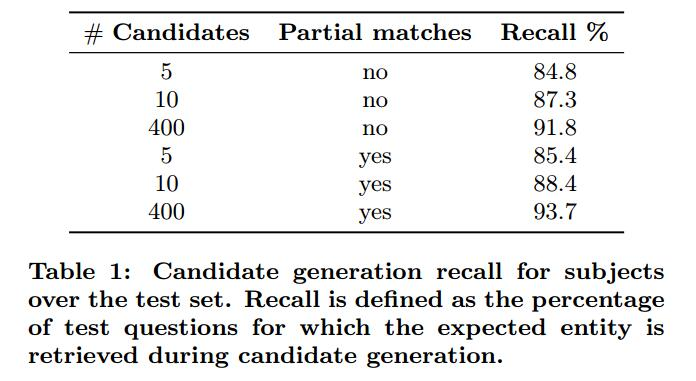 # Candidates Partial matches Recall %
5 no 84.8
10 no 87.3
400 no 91.8
5 yes 85.4
10 yes 88.4
400 yes 93.7
Table 1: Candidate generation recall for subjects
over the test set. Recall is defined as the percentage
of test questions for which the expected entity is
retrieved during candidate generation.